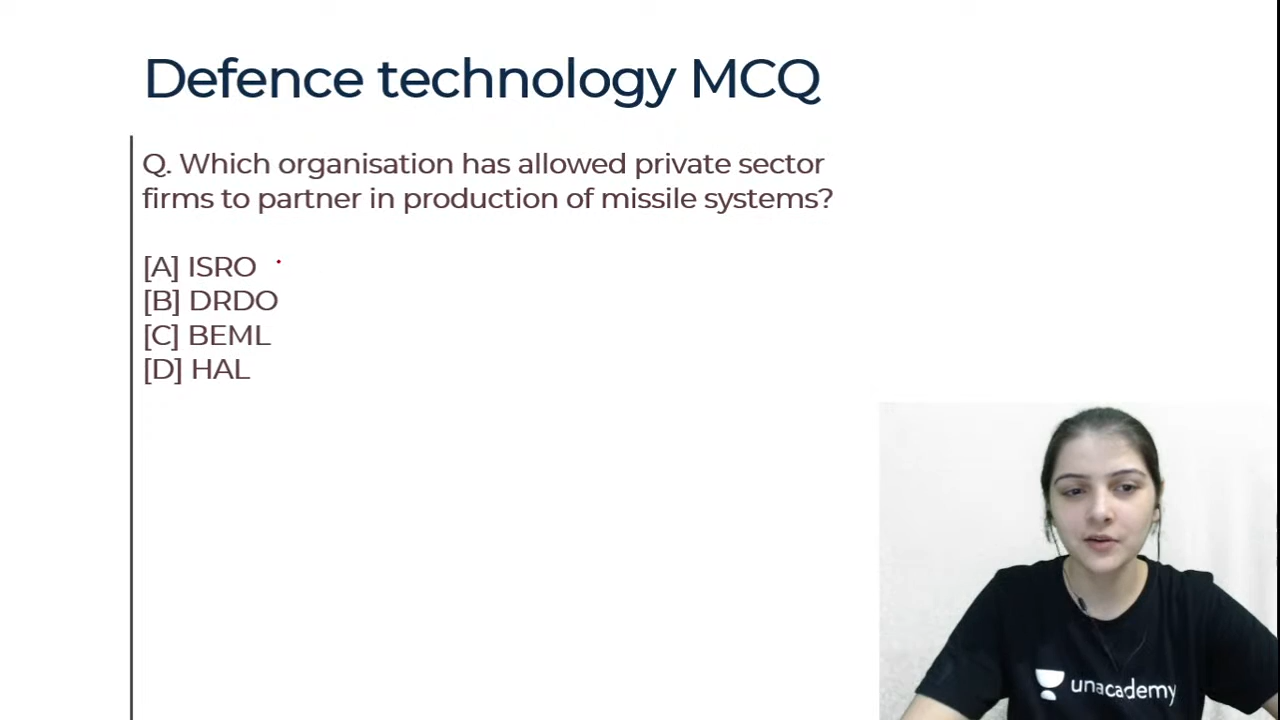 Defence technology MCQ
Q. Which organisation has allowed private sector
firms to partner in production of missile systems?
[A] ISRO
[B] DRDO
[C] BEML
[D] HAL
unacademy